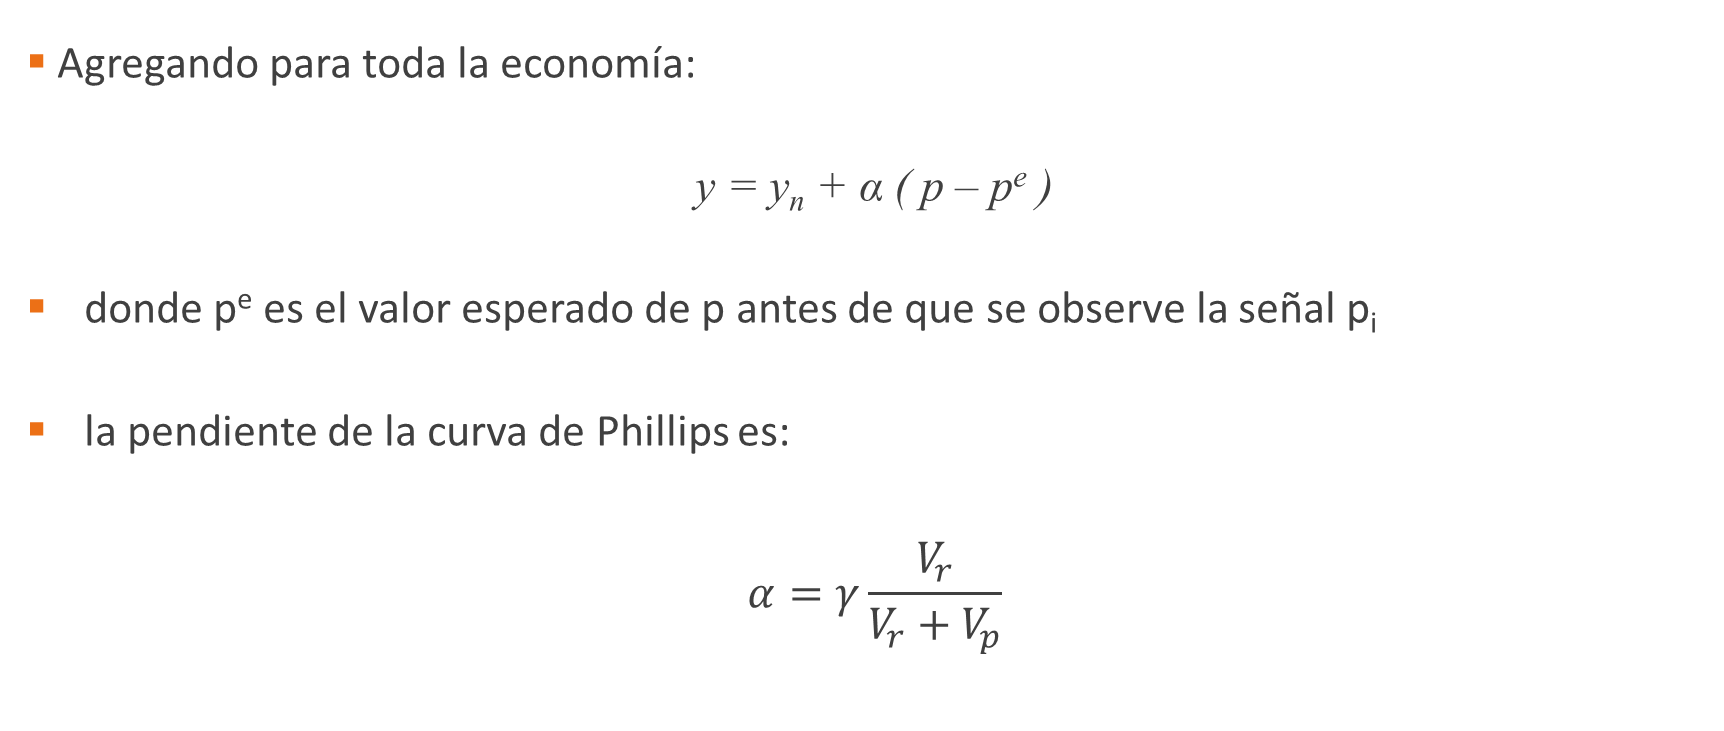 ▪ Agregando para toda la economía:
y = yₙ + α ( p – pᵉ )
▪ donde pᵉ es el valor esperado de p antes de que se observe la señal pᵢ
▪ la pendiente de la curva de Phillips es:
α = γ Vᵣ / (Vᵣ + Vₚ)